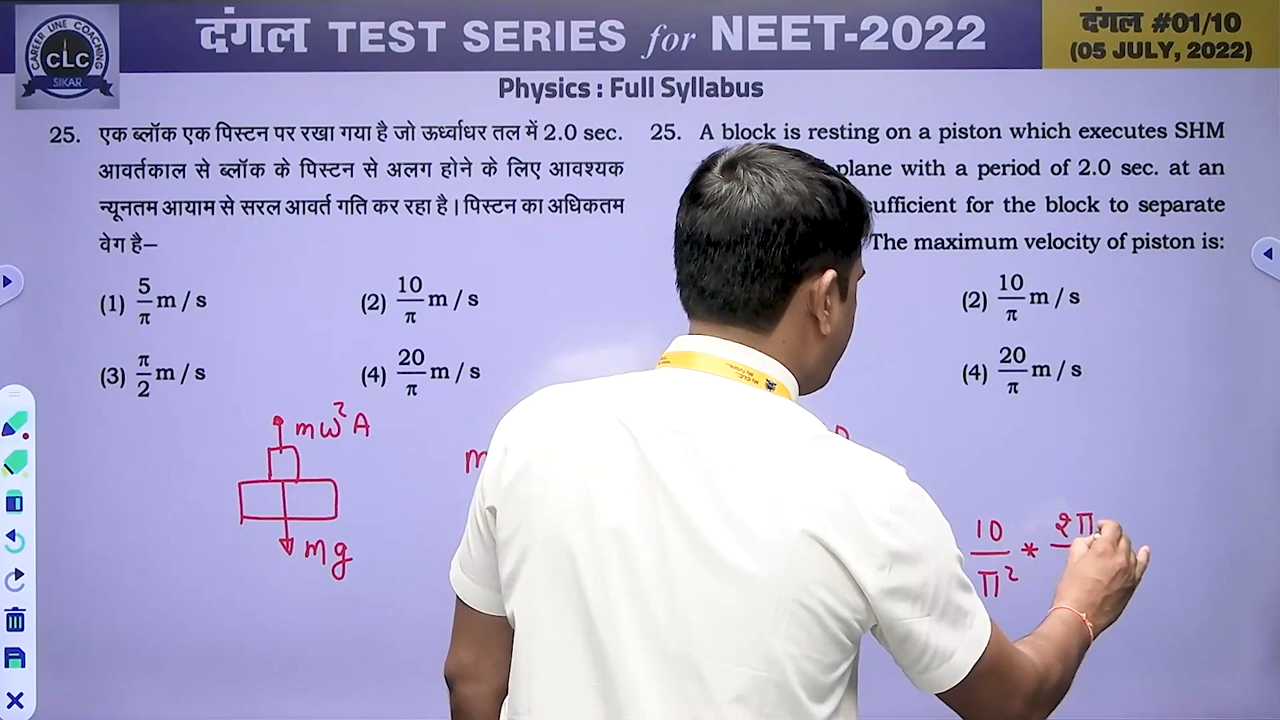 CAREER LINE COACHING
CLC
SIKAR
दंगल TEST SERIES for NEET-2022
दंगल #01/10
(05 JULY, 2022)
Physics : Full Syllabus
25. एक ब्लॉक एक पिस्टन पर रखा गया है जो ऊर्ध्वाधर तल में 2.0 sec.
आवर्तकाल से ब्लॉक के पिस्टन से अलग होने के लिए आवश्यक
न्यूनतम आयाम से सरल आवर्त गति कर रहा है। पिस्टन का अधिकतम
वेग है–
(1) 5/π m / s (2) 10/π m / s
(3) π/2 m / s (4) 20/π m / s
25. A block is resting on a piston which executes SHM
plane with a period of 2.0 sec. at an
sufficient for the block to separate
The maximum velocity of piston is:
(2) 10/π m / s
(4) 20/π m / s
mω²A
mg
m
10/π² * 2π